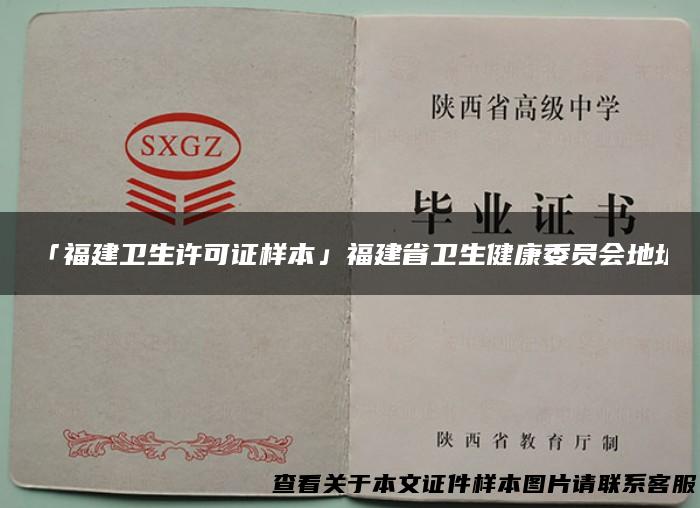 SXGZ
陕西省高级中学
毕业证书
「福建卫生许可证样本」福建省卫生健康委员会地
陕西省教育厅制
查看关于本文证件样本图片请联系客服